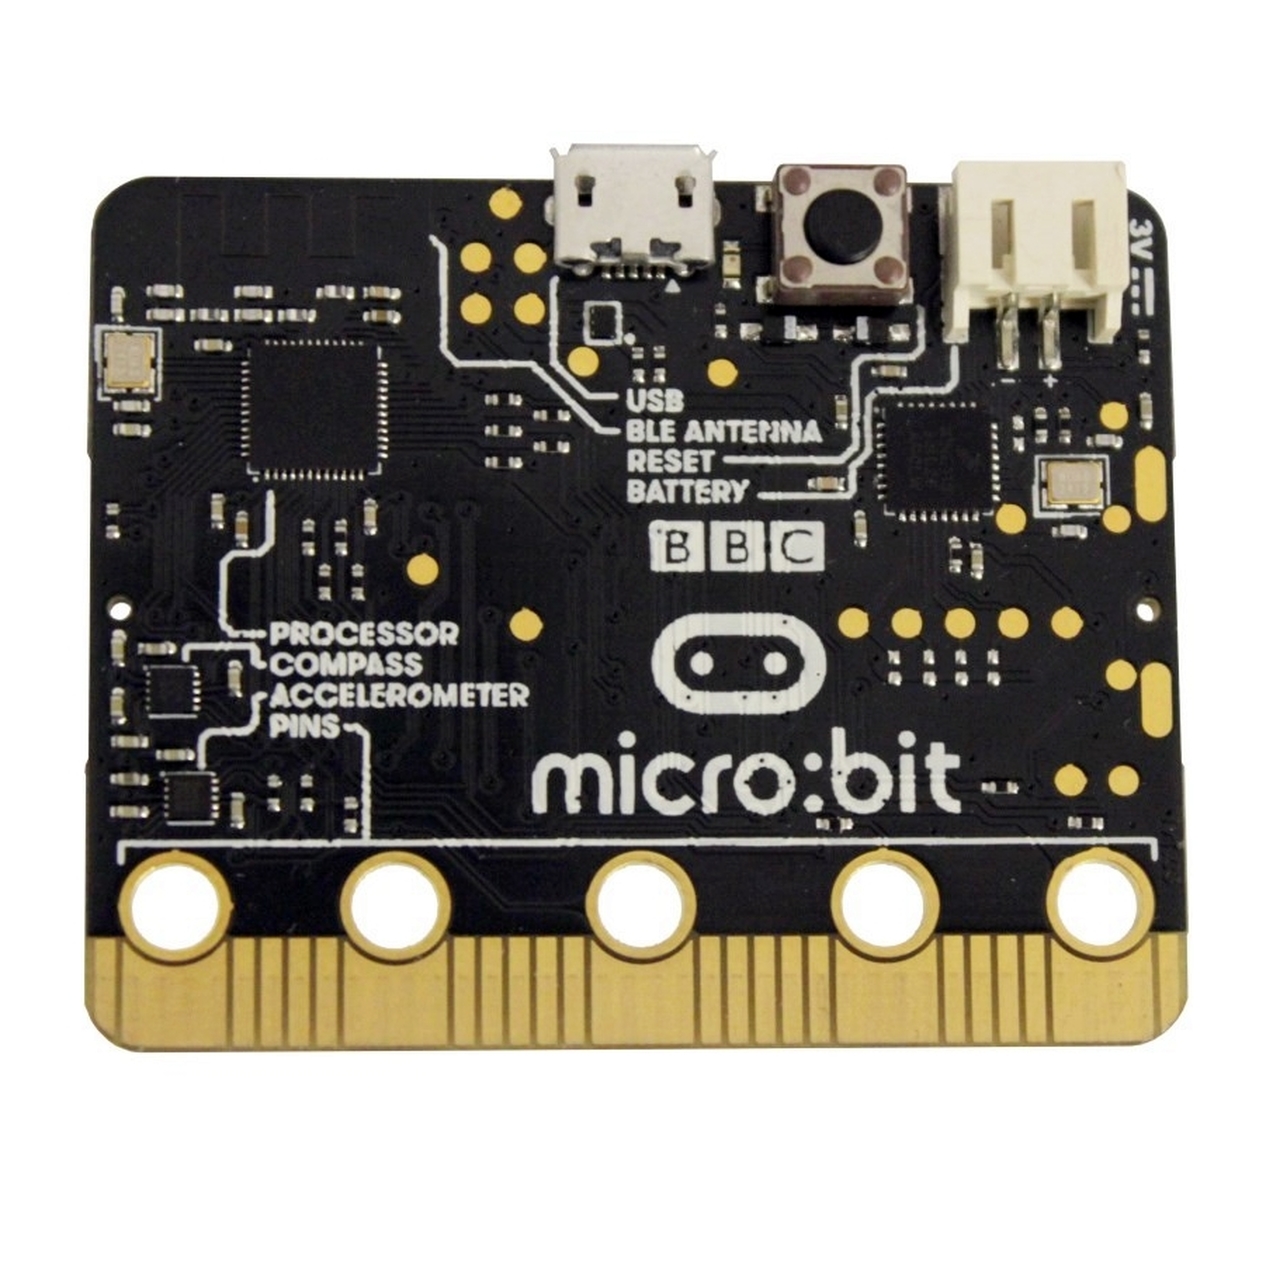 3V
- +
USB
BLE ANTENNA
RESET
BATTERY
BBC
PROCESSOR
COMPASS
ACCELEROMETER
PINS
micro:bit